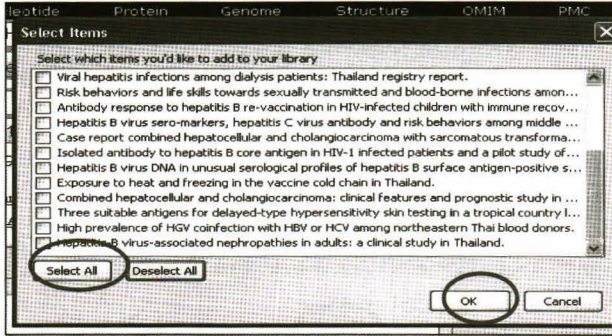 leotide Protein Genome Structure OMIM PMC
Select Items
Select which items you'd like to add to your library
Viral hepatitis infections among dialysis patients: Thailand registry report.
Risk behaviors and life skills towards sexually transmitted and blood-borne infections amon...
Antibody response to hepatitis B re-vaccination in HIV-infected children with immune recov...
Hepatitis B virus sero-markers, hepatitis C virus antibody and risk behaviors among middle ...
Case report combined hepatocellular and cholangiocarcinoma with sarcomatous transforma...
Isolated antibody to hepatitis B core antigen in HIV-1 infected patients and a pilot study of...
Hepatitis B virus DNA in unusual serological profiles of hepatitis B surface antigen-positive s...
Exposure to heat and freezing in the vaccine cold chain in Thailand.
Combined hepatocellular and cholangiocarcinoma: clinical features and prognostic study in ...
Three suitable antigens for delayed-type hypersensitivity skin testing in a tropical country l...
High prevalence of HGV coinfection with HBV or HCV among northeastern Thai blood donors.
Hepatitis B virus-associated nephropathies in adults: a clinical study in Thailand.
Select All Deselect All
OK Cancel